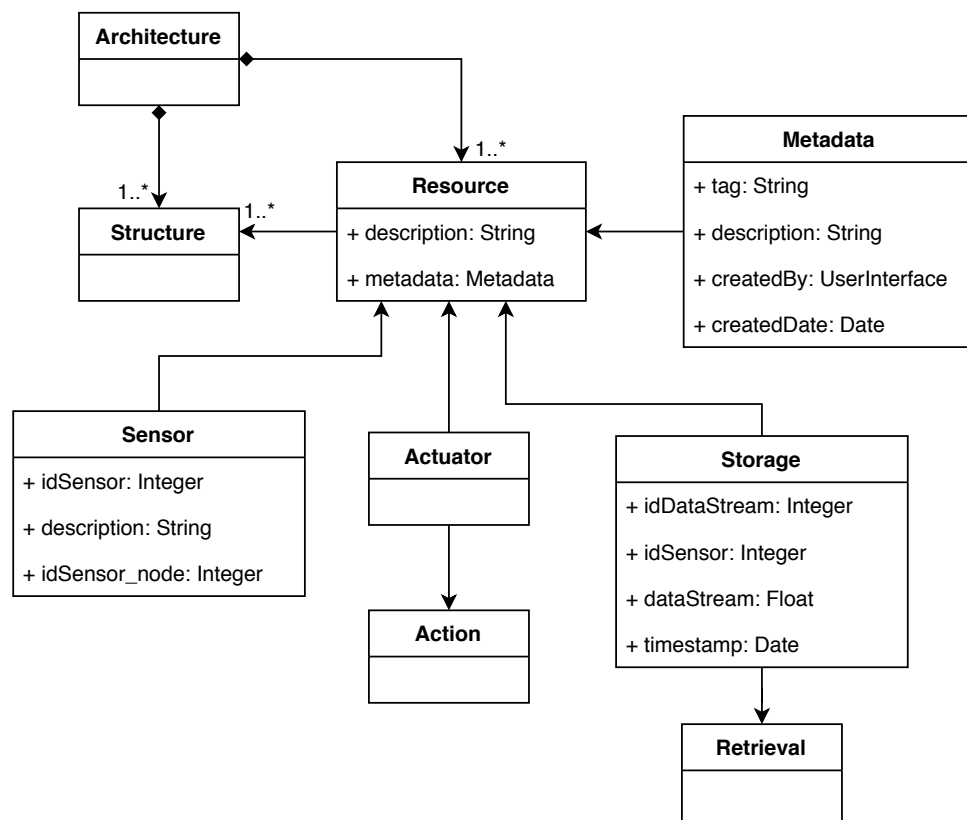 Architecture
1..*
1..*
Structure
1..*
Resource
+ description: String
+ metadata: Metadata
Metadata
+ tag: String
+ description: String
+ createdBy: UserInterface
+ createdDate: Date
Sensor
+ idSensor: Integer
+ description: String
+ idSensor_node: Integer
Actuator
Action
Storage
+ idDataStream: Integer
+ idSensor: Integer
+ dataStream: Float
+ timestamp: Date
Retrieval